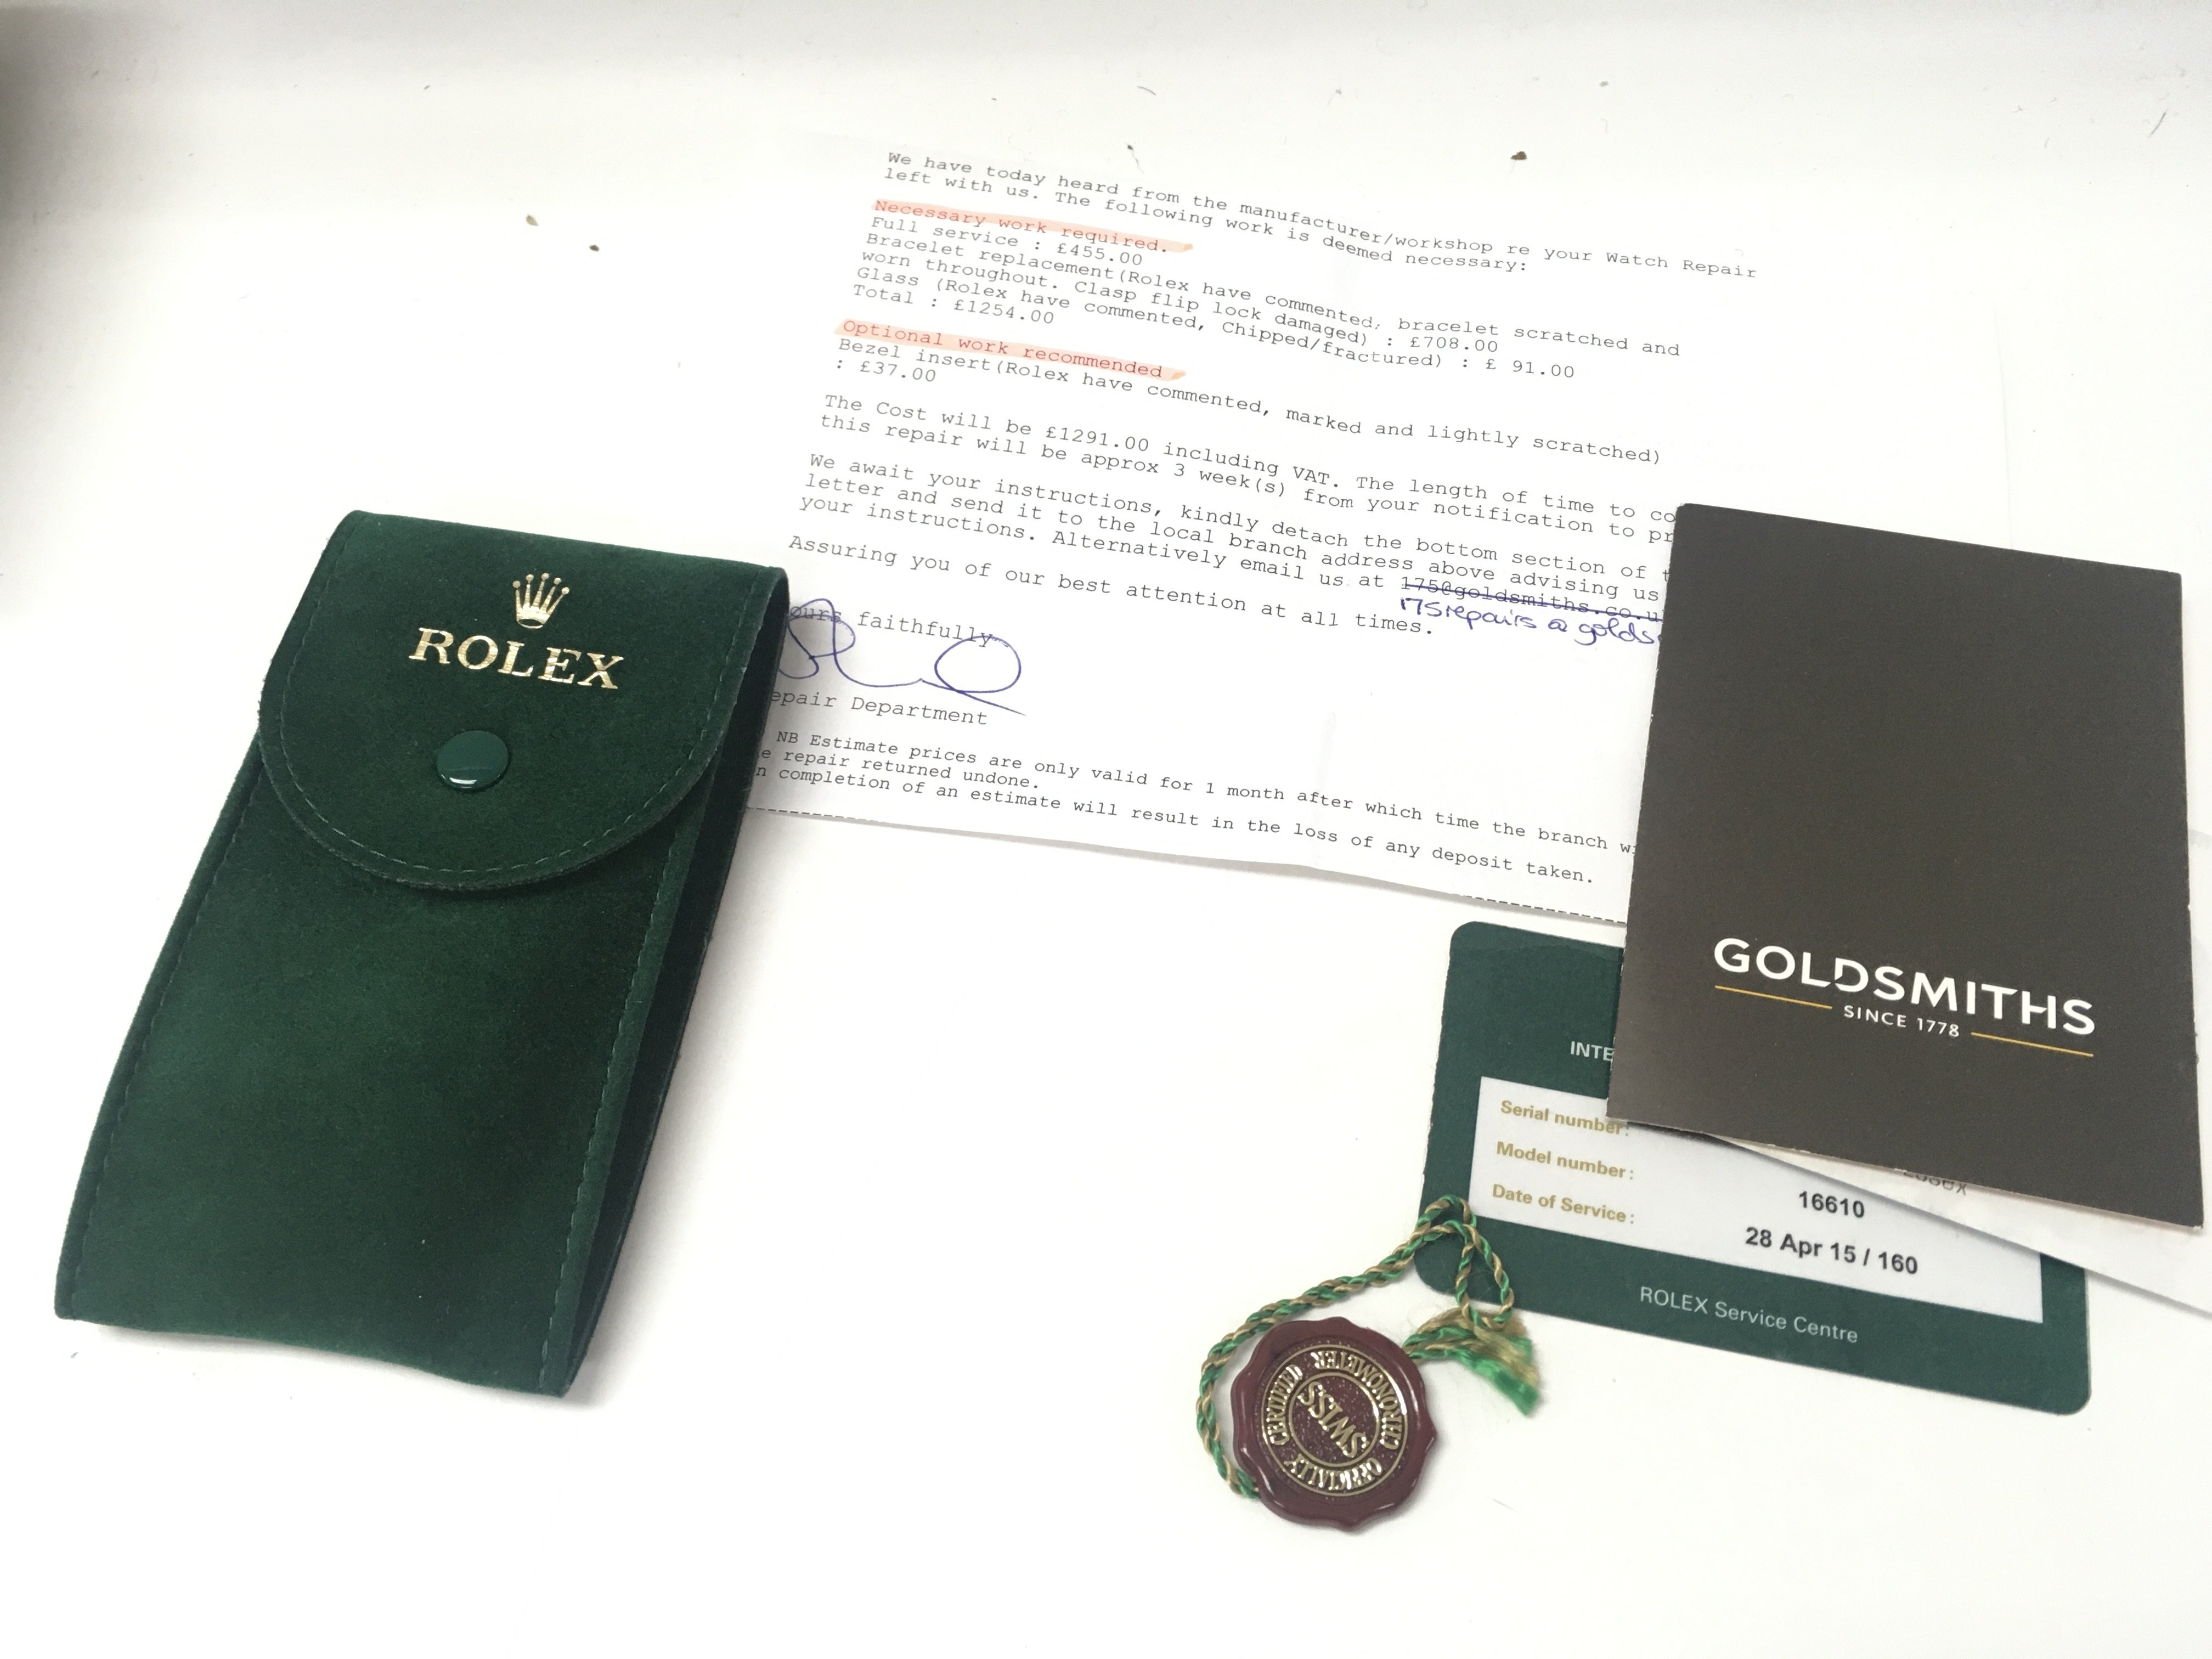 We have today heard from the manufacturer/workshop re your Watch Repair
left with us. The following work is deemed necessary:
Necessary work required.
Full service : £455.00
Bracelet replacement(Rolex have commented, bracelet scratched and
worn throughout. Clasp flip lock damaged) : £708.00
Glass (Rolex have commented, Chipped/fractured) : £ 91.00
Total : £1254.00
Optional work recommended
Bezel insert(Rolex have commented, marked and lightly scratched)
: £37.00
The Cost will be £1291.00 including VAT. The length of time to co
this repair will be approx 3 week(s) from your notification to pr
We await your instructions, kindly detach the bottom section of t
letter and send it to the local branch address above advising us
your instructions. Alternatively email us at 175@goldsmiths.co.u
175repairs @ golds
Assuring you of our best attention at all times.
ours faithfully
epair Department
NB Estimate prices are only valid for 1 month after which time the branch w
e repair returned undone.
n completion of an estimate will result in the loss of any deposit taken.
ROLEX
GOLDSMITHS
SINCE 1778
INTE
Serial number:
Model number: 16610
Date of Service: 28 Apr 15 / 160
ROLEX Service Centre
OFFICIALLY CERTIFIED CHRONOMETER
SWISS